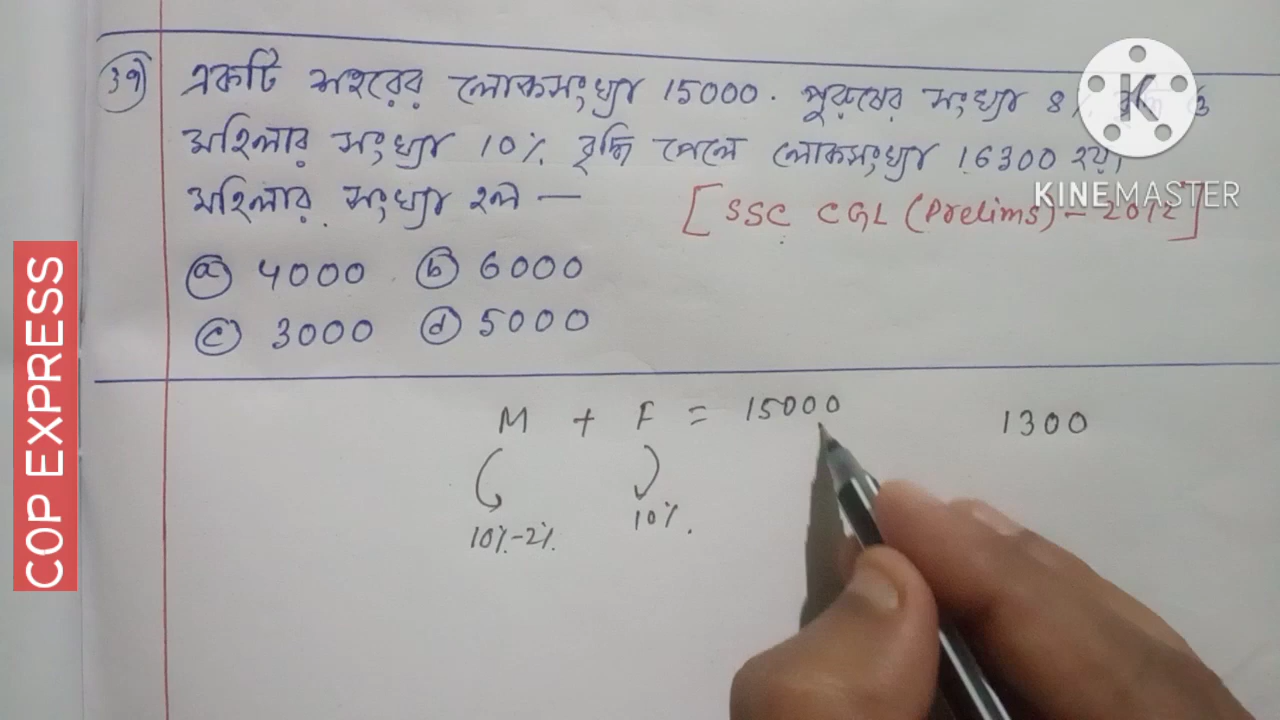 39) একটি শহরের লোকসংখ্যা 15000. পুরুষের সংখ্যা 8% ও
মহিলার সংখ্যা 10% বৃদ্ধি পেলে লোকসংখ্যা 16300 হয়।
মহিলার সংখ্যা হল —
[SSC CGL (Prelims) - 2012]
(a) 4000 (b) 6000
(c) 3000 (d) 5000
M + F = 15000 1300
10%-2% 10%.
COP EXPRESS
K
KINEMASTER